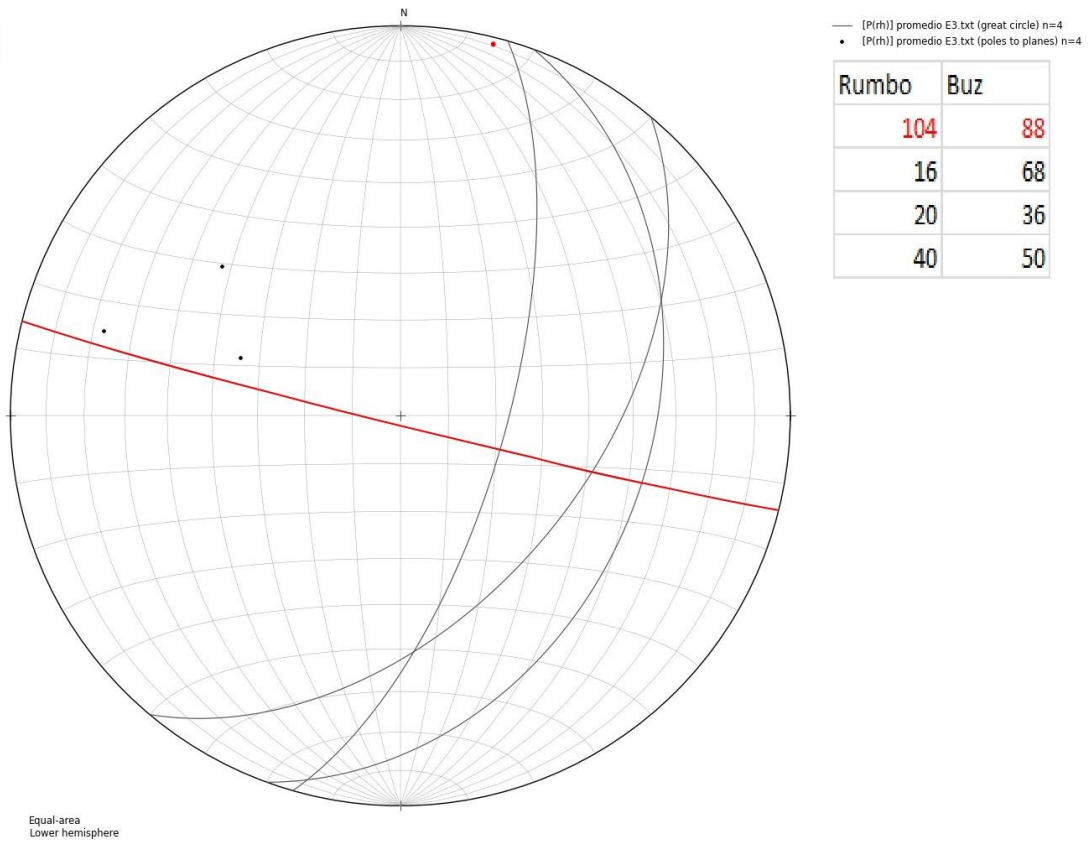 N
[P(rh)] promedio E3.txt (great circle) n=4
[P(rh)] promedio E3.txt (poles to planes) n=4
Rumbo Buz
104 88
16 68
20 36
40 50
Equal-area
Lower hemisphere